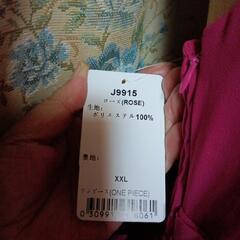 J9915
ローズ(ROSE)
生地:
ポリエステル100%
裏地:
XXL
ワンピース(ONE PIECE)